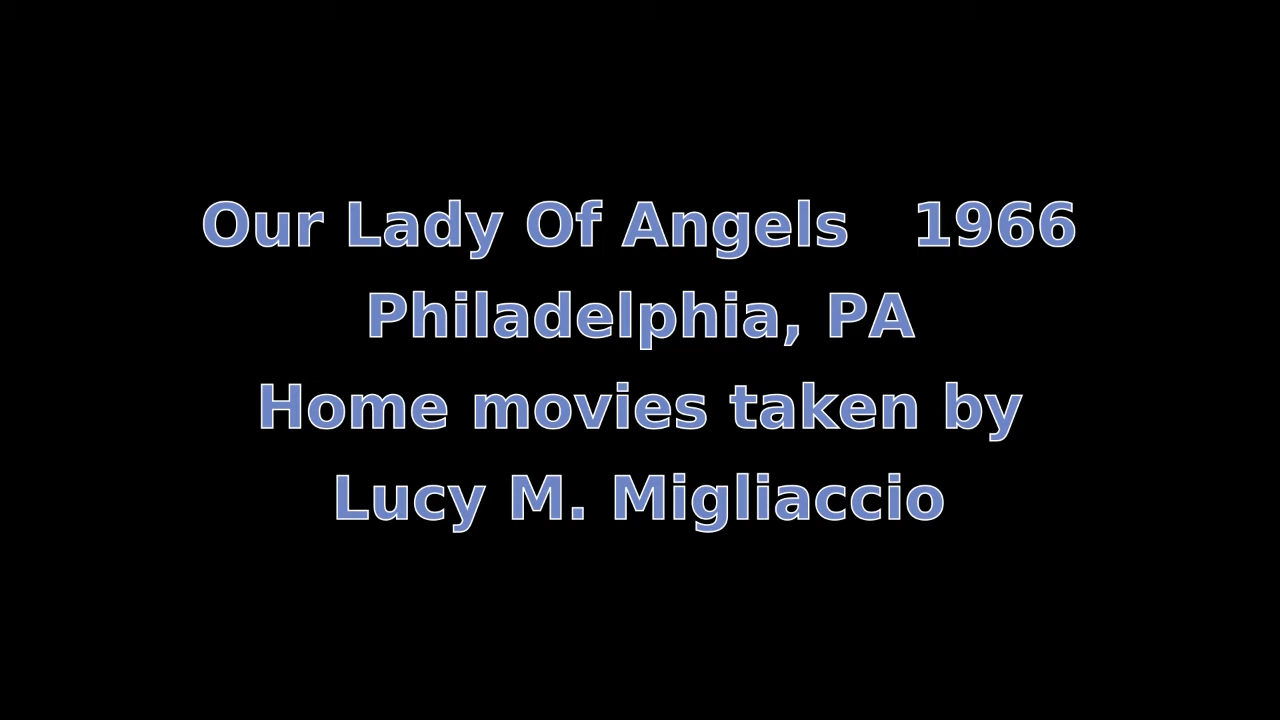 Our Lady Of Angels   1966
Philadelphia, PA
Home movies taken by
Lucy M. Migliaccio